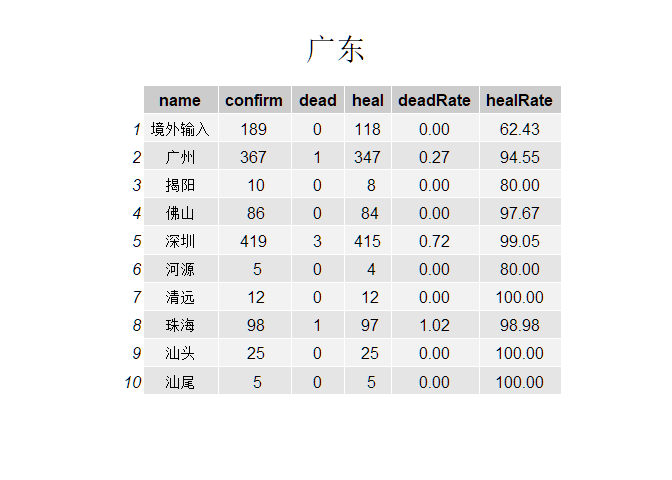 广东
name confirm dead heal deadRate healRate
1 境外输入 189 0 118 0.00 62.43
2 广州 367 1 347 0.27 94.55
3 揭阳 10 0 8 0.00 80.00
4 佛山 86 0 84 0.00 97.67
5 深圳 419 3 415 0.72 99.05
6 河源 5 0 4 0.00 80.00
7 清远 12 0 12 0.00 100.00
8 珠海 98 1 97 1.02 98.98
9 汕头 25 0 25 0.00 100.00
10 汕尾 5 0 5 0.00 100.00